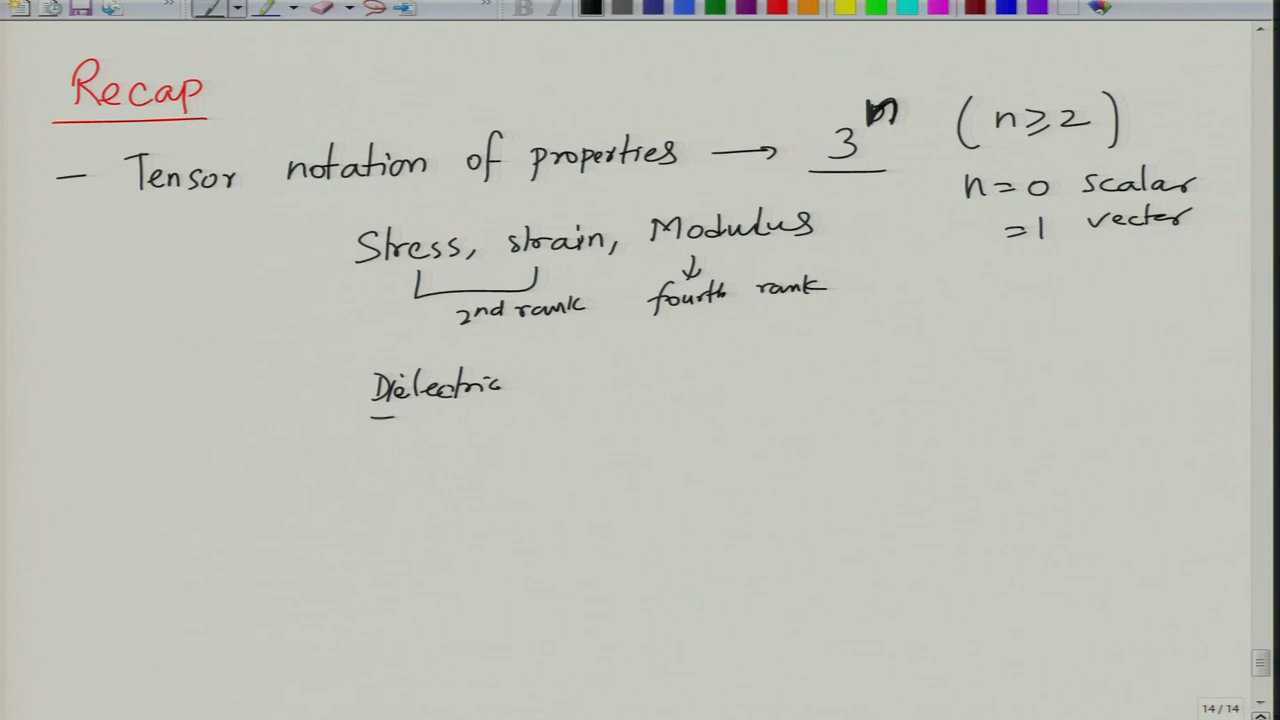 Recap
- Tensor notation of properties → 3^n (n ≥ 2)
n = 0 scalar
= 1 vecter
Stress, strain, Modulus
2nd rank fourth rank
Dielectric
B I
14 / 14